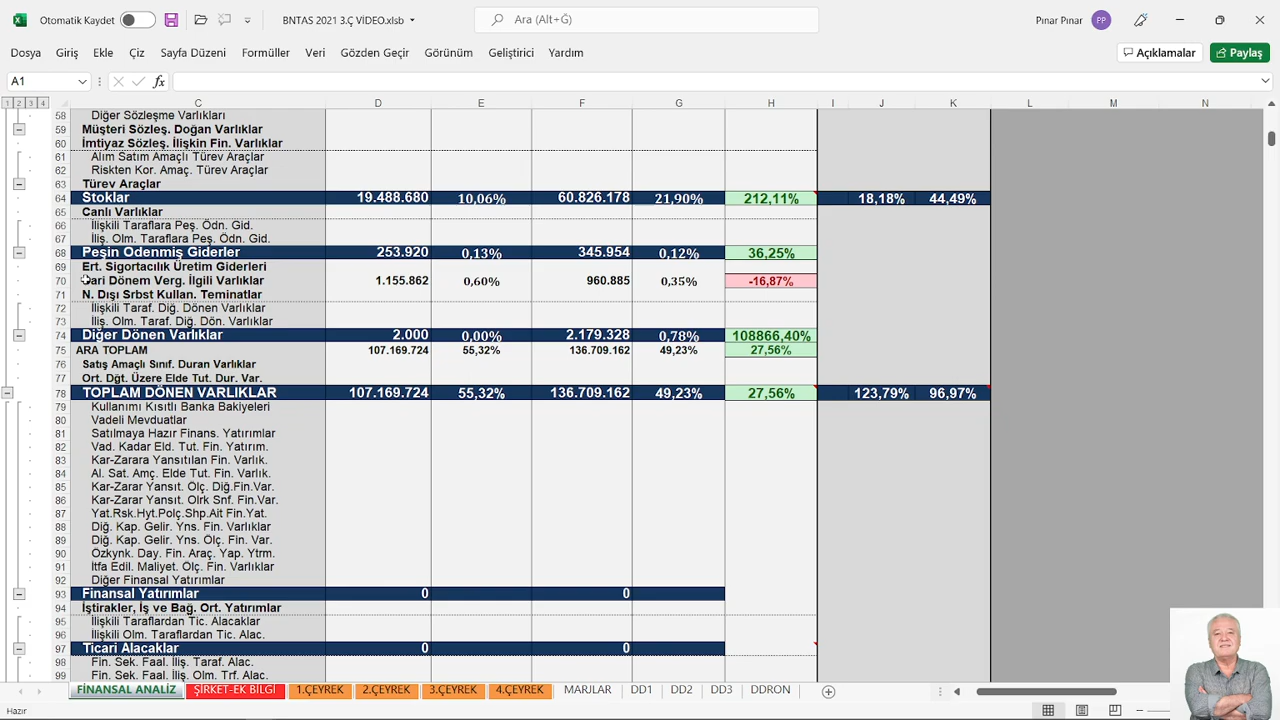 Otomatik Kaydet
BNTAS 2021 3.Ç VİDEO.xlsb
Ara (Alt+Ğ)
Pınar Pınar
PP
Dosya Giriş Ekle Çiz Sayfa Düzeni Formüller Veri Gözden Geçir Görünüm Gelistirici Yardım
Açıklamalar
Paylaş
A1
fx
1 2 3 4
C D E F G H I J K L M N
58 Diğer Sözleşme Varlıkları
59 Müşteri Sözleş. Doğan Varlıklar
60 İmtiyaz Sözleş. İlişkin Fin. Varlıklar
61 Alım Satım Amaçlı Türev Araçlar
62 Riskten Kor. Amaç. Türev Araçlar
63 Türev Araçlar
64 Stoklar 19.488.680 10,06% 60.826.178 21,90% 212,11% 18,18% 44,49%
65 Canlı Varlıklar
66 İlişkili Taraflara Peş. Ödn. Gid.
67 İliş. Olm. Taraflara Peş. Ödn. Gid.
68 Peşin Ödenmiş Giderler 253.920 0,13% 345.954 0,12% 36,25%
69 Ert. Sigortacılık Üretim Giderleri
70 Cari Dönem Verg. İlgili Varlıklar 1.155.862 0,60% 960.885 0,35% -16,87%
71 N. Dışı Srbst Kullan. Teminatlar
72 İlişkili Taraf. Diğ. Dönen Varlıklar
73 İliş. Olm. Taraf. Diğ. Dön. Varlıklar
74 Diğer Dönen Varlıklar 2.000 0,00% 2.179.328 0,78% 108866,40%
75 ARA TOPLAM 107.169.724 55,32% 136.709.162 49,23% 27,56%
76 Satış Amaçlı Sınıf. Duran Varlıklar
77 Ort. Dğt. Üzere Elde Tut. Dur. Var.
78 TOPLAM DÖNEN VARLIKLAR 107.169.724 55,32% 136.709.162 49,23% 27,56% 123,79% 96,97%
79 Kullanımı Kısıtlı Banka Bakiyeleri
80 Vadeli Mevduatlar
81 Satılmaya Hazır Finans. Yatırımlar
82 Vad. Kadar Eld. Tut. Fin. Yatırım.
83 Kar-Zarara Yansıtılan Fin. Varlık.
84 Al. Sat. Amç. Elde Tut. Fin. Varlık.
85 Kar-Zarar Yansıt. Ölç. Diğ.Fin.Var.
86 Kar-Zarar Yansıt. Olrk Snf. Fin.Var.
87 Yat.Rsk.Hyt.Polç.Shp.Ait Fin.Yat.
88 Diğ. Kap. Gelir. Yns. Fin. Varlıklar
89 Diğ. Kap. Gelir. Yns. Ölç. Fin. Var.
90 Özkynk. Day. Fin. Araç. Yap. Ytrm.
91 İtfa Edil. Maliyet. Ölç. Fin. Varlıklar
92 Diğer Finansal Yatırımlar
93 Finansal Yatırımlar 0 0
94 İştirakler, İş ve Bağ. Ort. Yatırımlar
95 İlişkili Taraflardan Tic. Alacaklar
96 İlişkili Olm. Taraflardan Tic. Alac.
97 Ticari Alacaklar 0 0
98 Fin. Sek. Faal. İliş. Taraf. Alac.
99 Fin. Sek. Faal. İliş. Olm. Trf. Alac.
FİNANSAL ANALİZ ŞİRKET-EK BİLGİ 1.ÇEYREK 2.ÇEYREK 3.ÇEYREK 4.ÇEYREK MARJLAR DD1 DD2 DD3 DDRON
Hazır